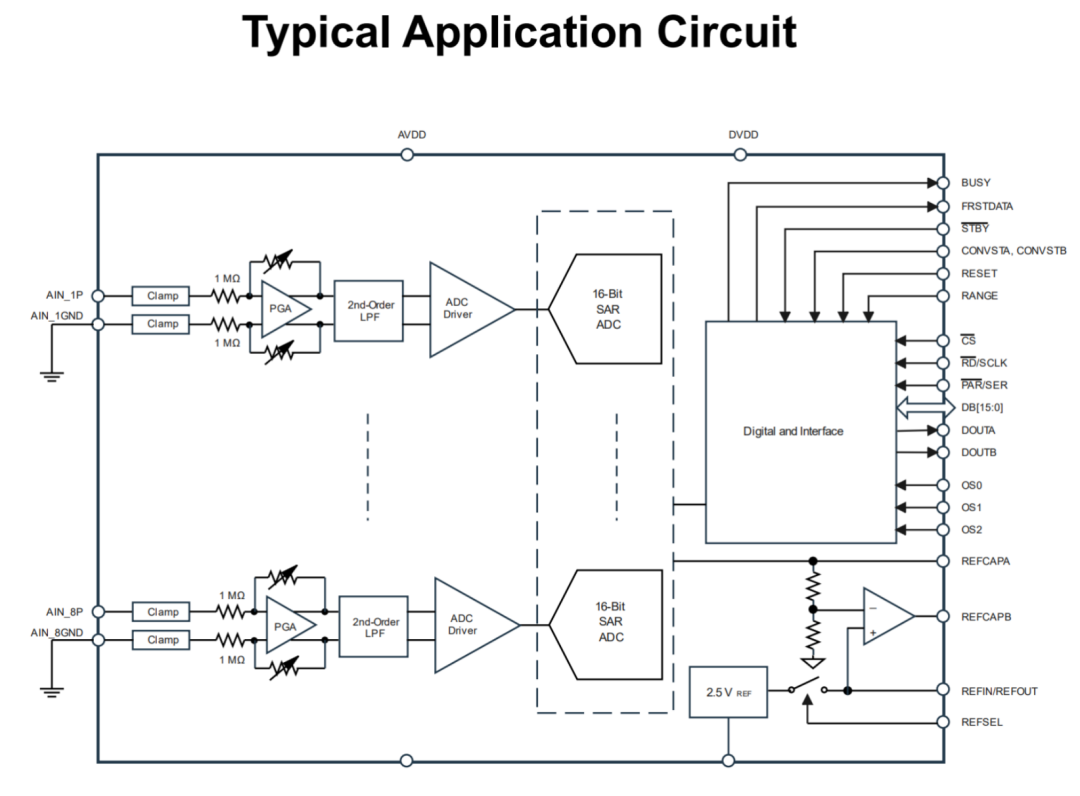 Typical Application Circuit
AVDD
DVDD
BUSY
FRSTDATA
STBY
CONVSTA, CONVSTB
RESET
RANGE
AIN_1P
AIN_1GND
Clamp
Clamp
1 MΩ
1 MΩ
PGA
2nd-Order
LPF
ADC
Driver
16-Bit
SAR
ADC
Digital and Interface
CS
RD/SCLK
PAR/SER
DB[15:0]
DOUTA
DOUTB
OS0
OS1
OS2
REFCAPA
AIN_8P
AIN_8GND
Clamp
Clamp
1 MΩ
1 MΩ
PGA
2nd-Order
LPF
ADC
Driver
16-Bit
SAR
ADC
−
+
REFCAPB
2.5 V REF
REFIN/REFOUT
REFSEL